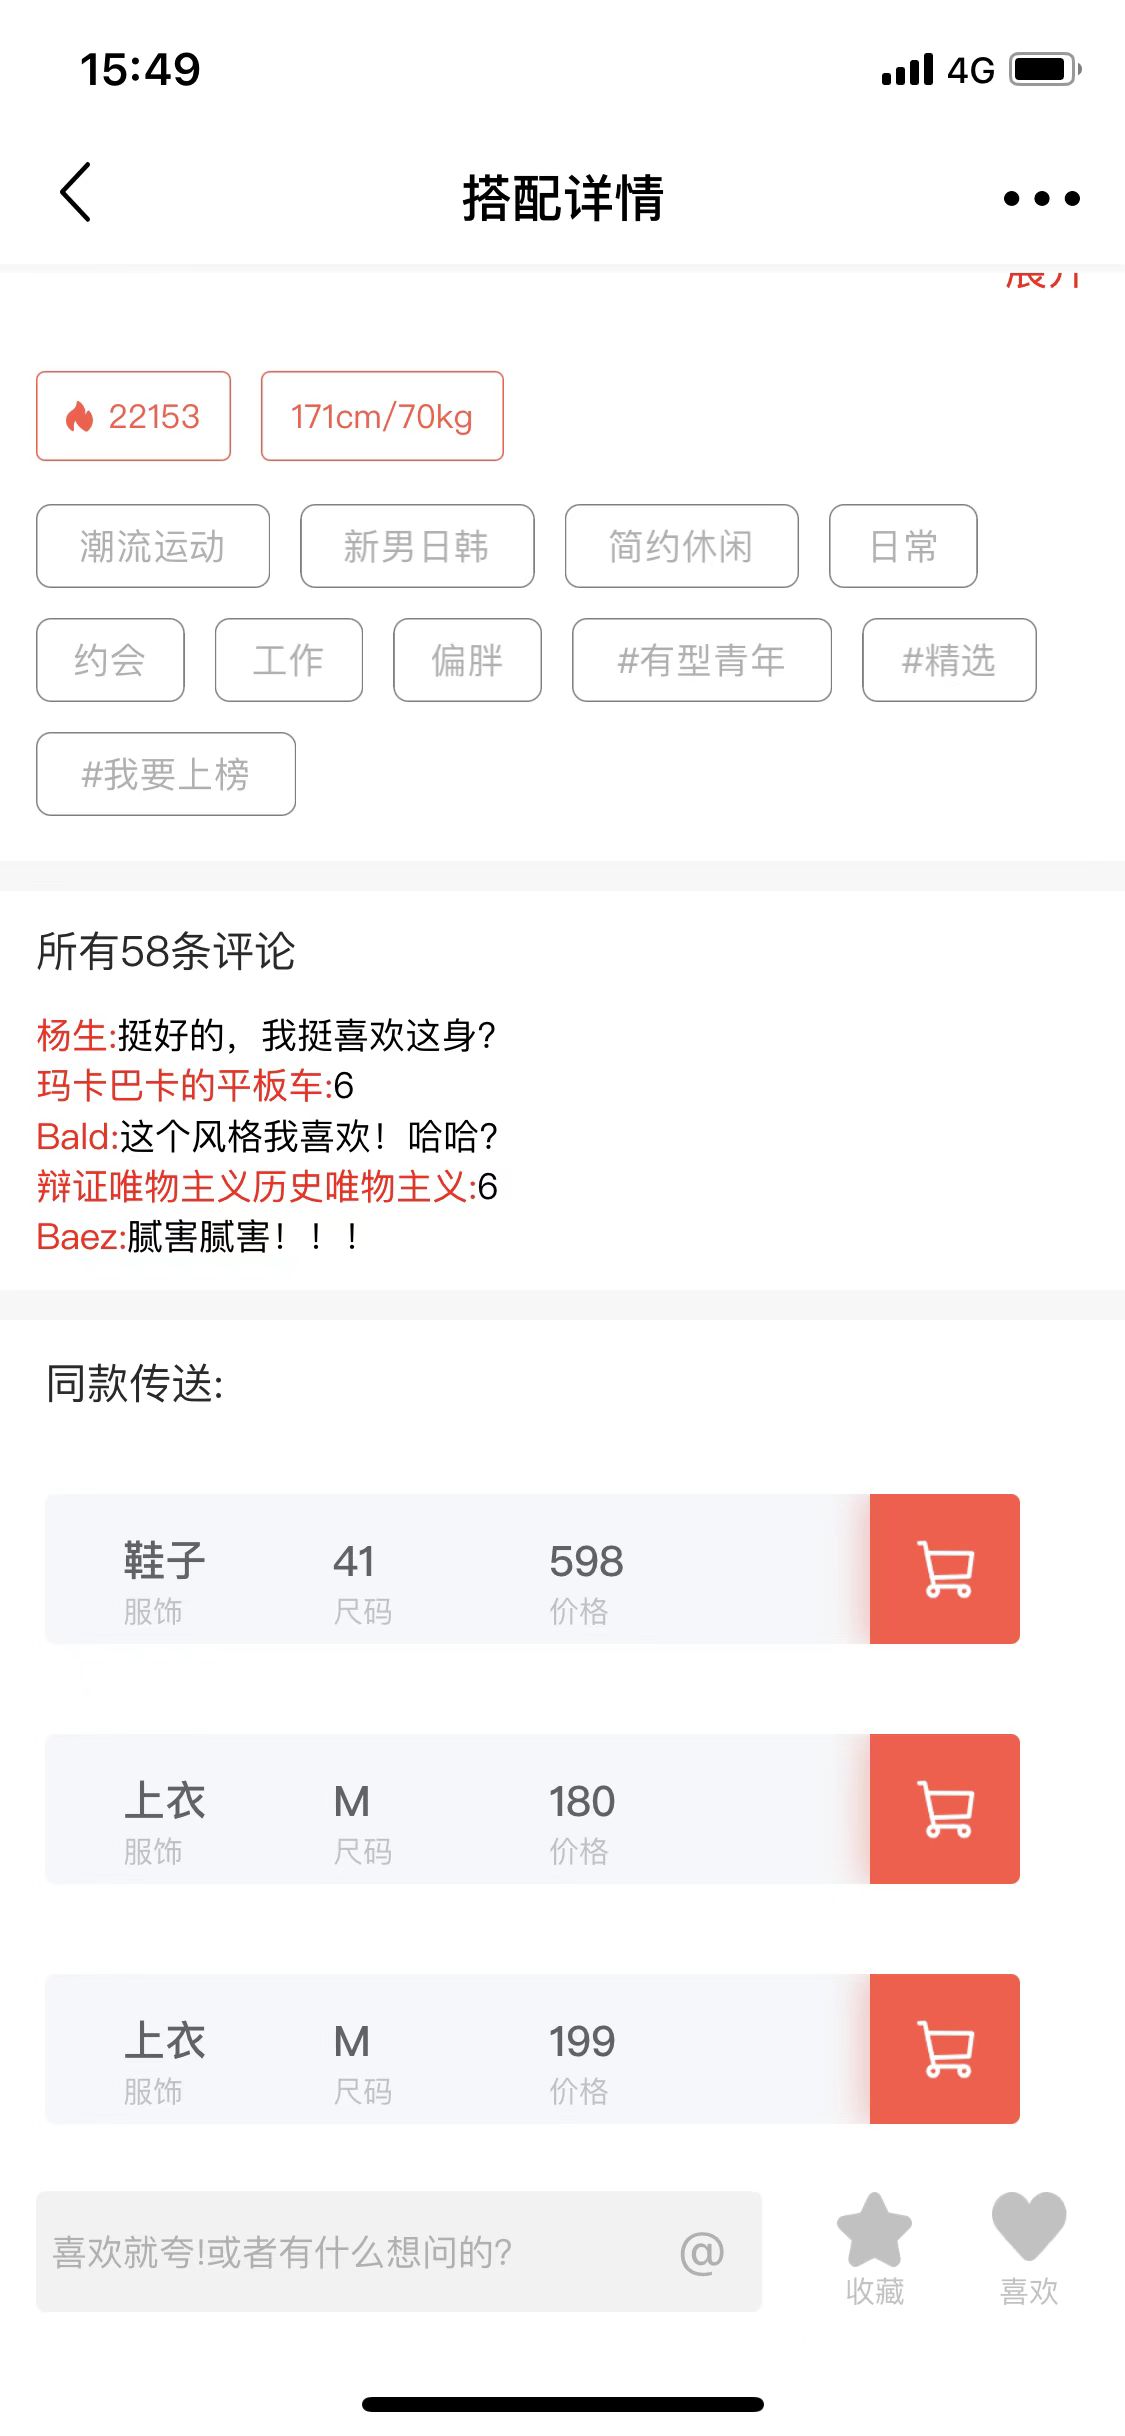 15:49 4G
搭配详情
展开
22153 171cm/70kg
潮流运动 新男日韩 简约休闲 日常
约会 工作 偏胖 #有型青年 #精选
#我要上榜
所有58条评论
杨生:挺好的，我挺喜欢这身?
玛卡巴卡的平板车:6
Bald:这个风格我喜欢！哈哈?
辩证唯物主义历史唯物主义:6
Baez:腻害腻害！！！
同款传送:
鞋子 41 598
服饰 尺码 价格
上衣 M 180
服饰 尺码 价格
上衣 M 199
服饰 尺码 价格
喜欢就夸!或者有什么想问的? @
收藏 喜欢